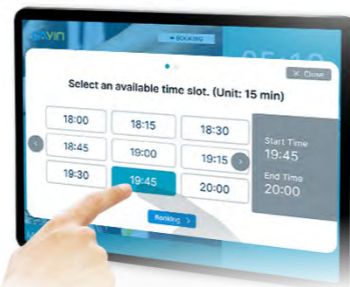 BOOKING
× Close
Select an available time slot. (Unit: 15 min)
18:00 18:15 18:30
18:45 19:00 19:15
19:30 19:45 20:00
Start Time
19:45
End Time
20:00
Booking >